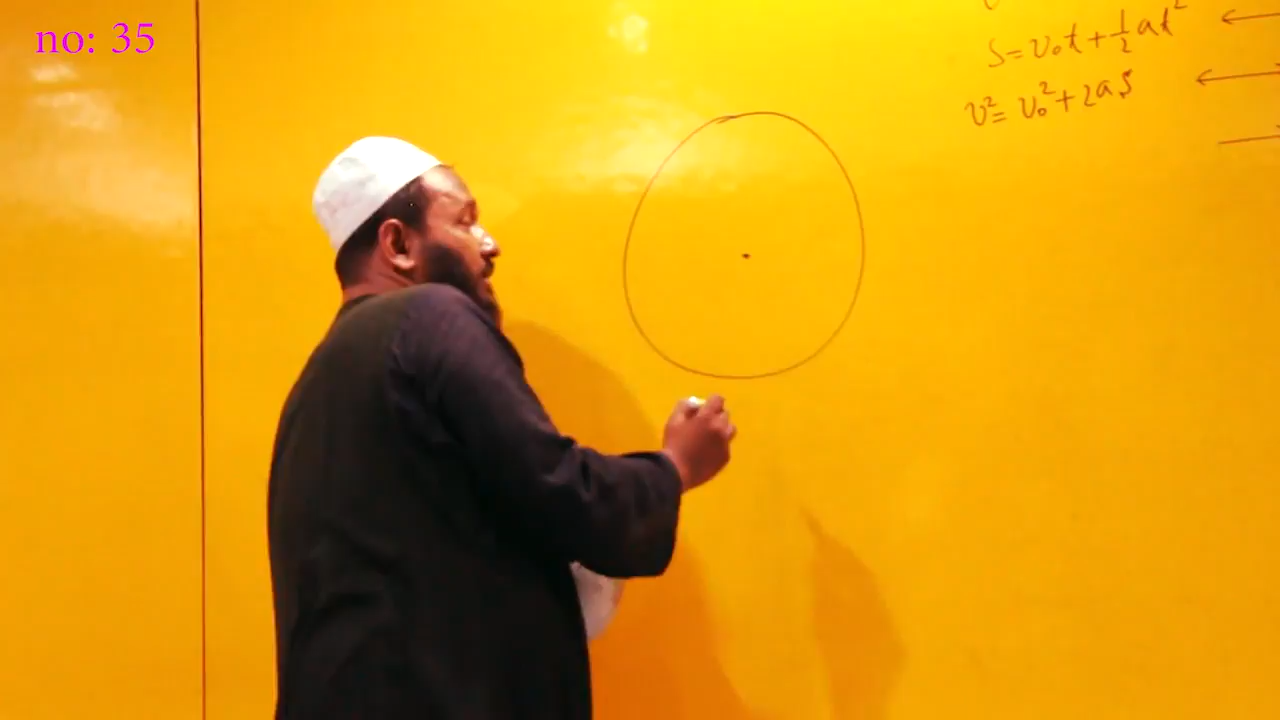 no: 35
S = v₀t + ½at²
v² = v₀² + 2aS